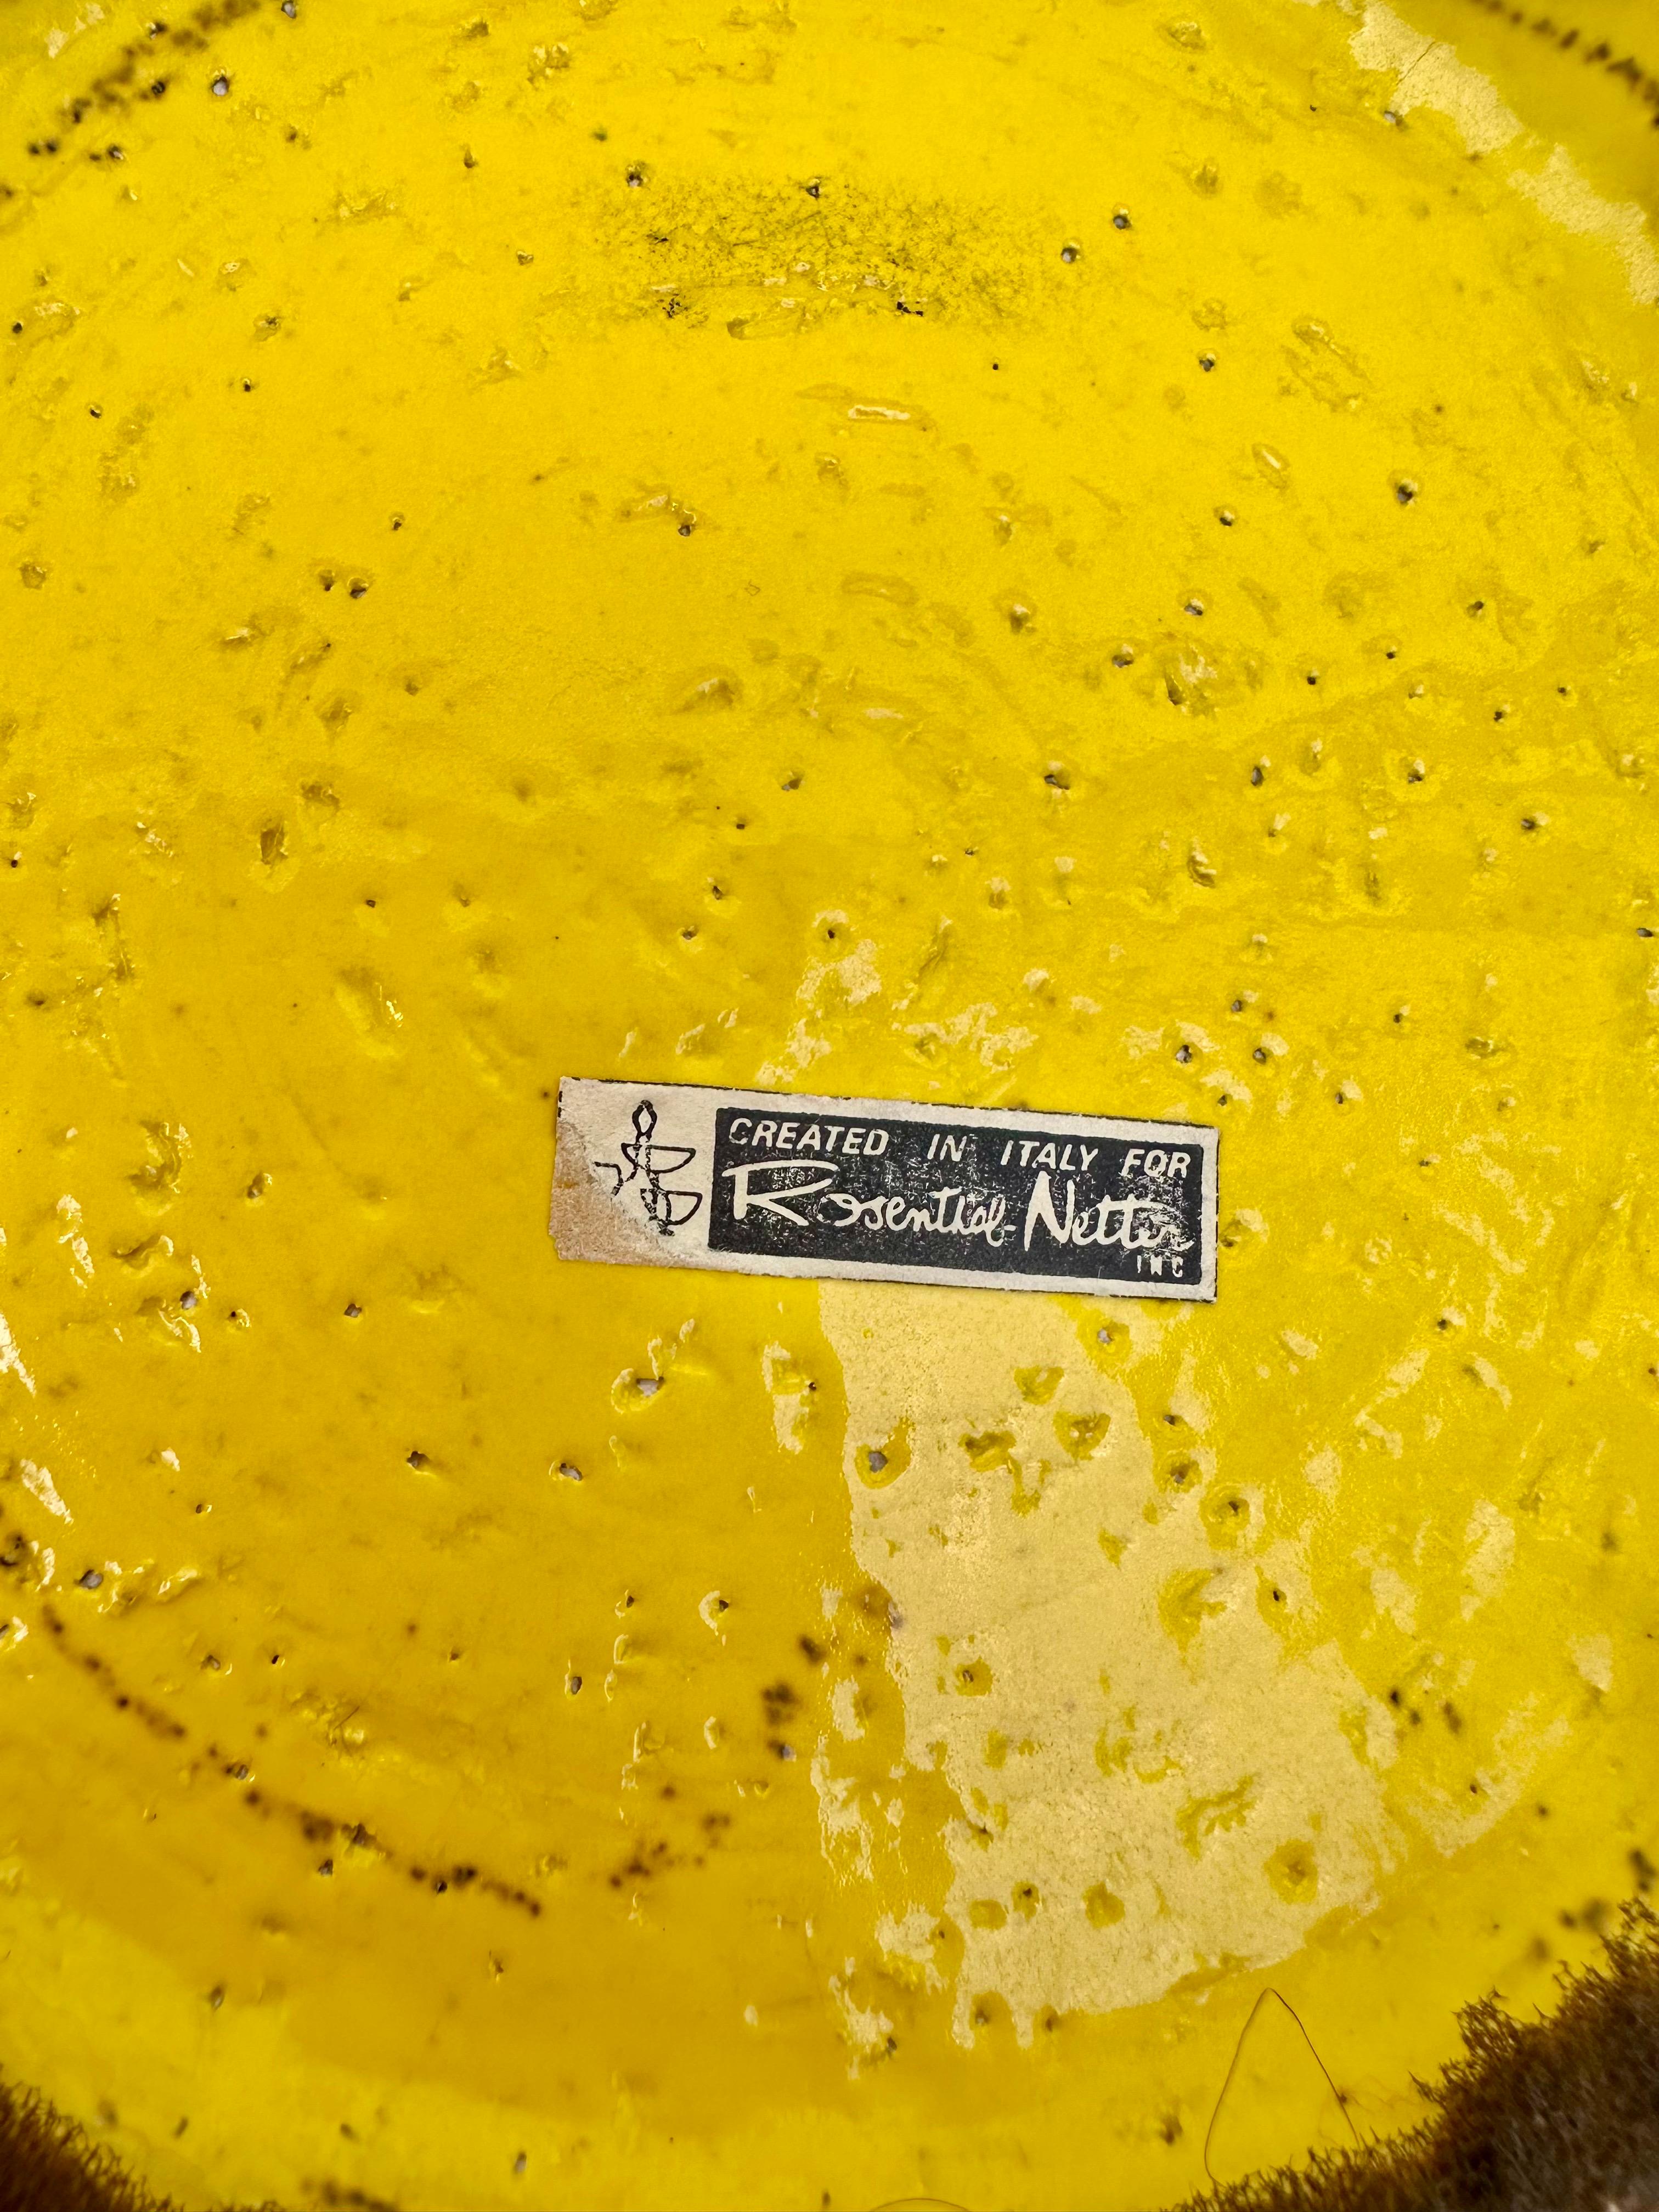 CREATED IN ITALY FOR
Rosenthal-Netter
INC